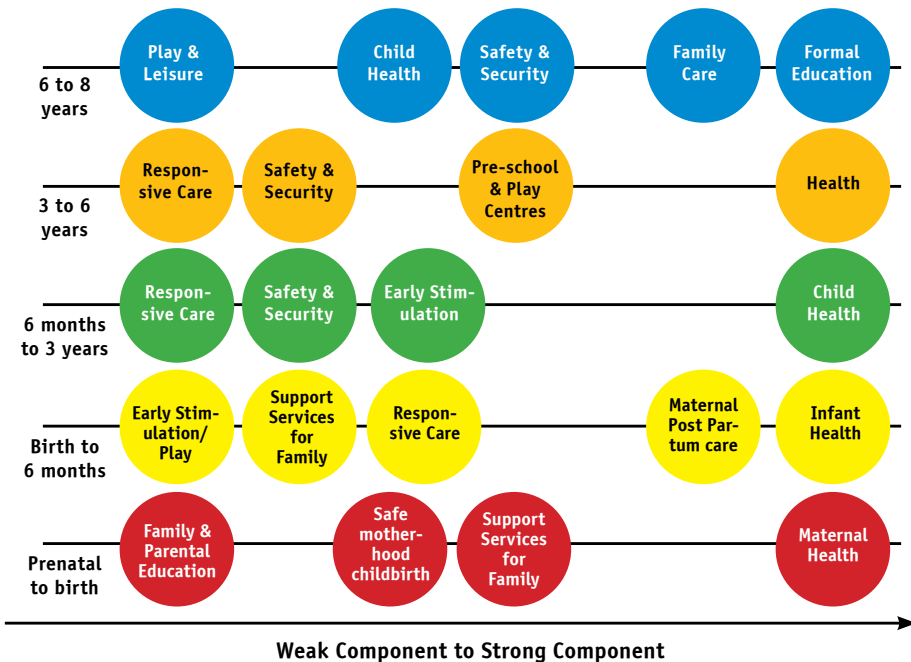 Play &
Leisure
Child
Health
Safety &
Security
Family
Care
Formal
Education
6 to 8
years
Respon-
sive Care
Safety &
Security
Pre-school
& Play
Centres
Health
3 to 6
years
Respon-
sive Care
Safety &
Security
Early Stim-
ulation
Child
Health
6 months
to 3 years
Early Stim-
ulation/
Play
Support
Services
for
Family
Respon-
sive Care
Maternal
Post Par-
tum care
Infant
Health
Birth to
6 months
Family &
Parental
Education
Safe
mother-
hood
childbirth
Support
Services
for
Family
Maternal
Health
Prenatal
to birth
Weak Component to Strong Component